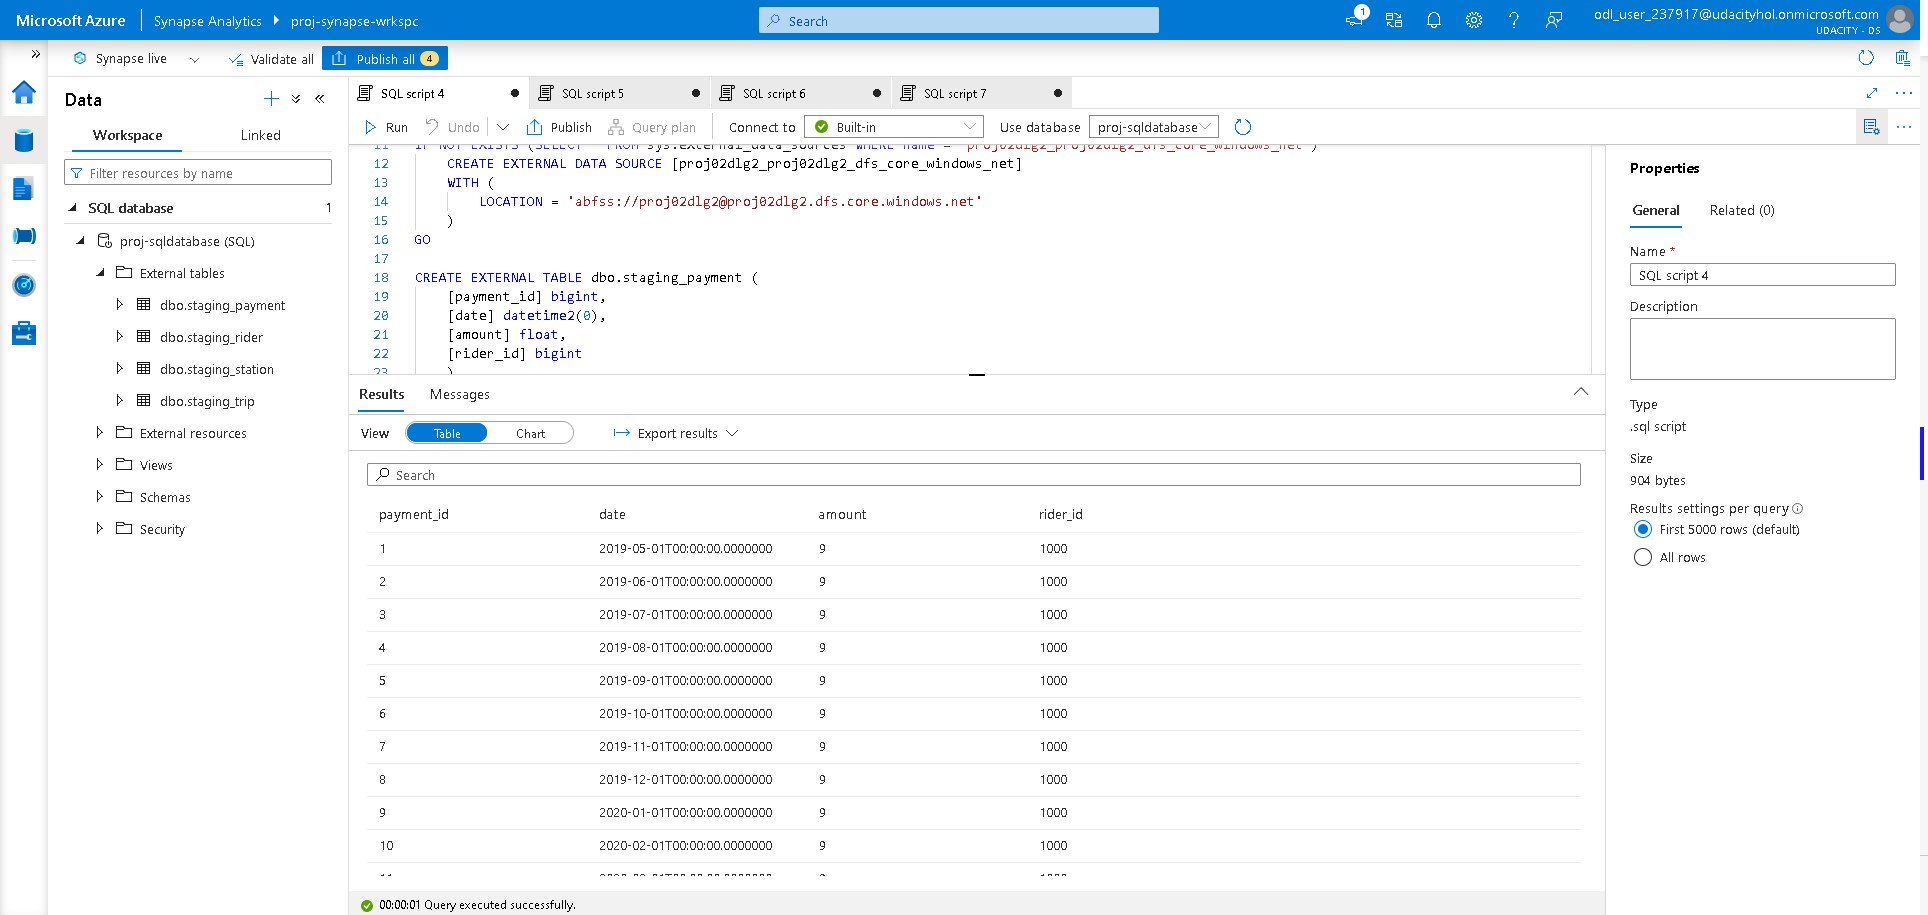 Microsoft Azure
Synapse Analytics
proj-synapse-wrkspc
Search
1
odl_user_237917@udacityhol.onmicrosoft.com
UDACITY - DS
Synapse live
Validate all
Publish all 4
Data
Workspace
Linked
Filter resources by name
SQL database 1
proj-sqldatabase (SQL)
External tables
dbo.staging_payment
dbo.staging_rider
dbo.staging_station
dbo.staging_trip
External resources
Views
Schemas
Security
SQL script 4
SQL script 5
SQL script 6
SQL script 7
Run
Undo
Publish
Query plan
Connect to
Built-in
Use database
proj-sqldatabase
11 IF NOT EXISTS (SELECT * FROM sys.external_data_sources WHERE name = 'proj02dlg2_proj02dlg2_dfs_core_windows_net')
12 CREATE EXTERNAL DATA SOURCE [proj02dlg2_proj02dlg2_dfs_core_windows_net]
13 WITH (
14 LOCATION = 'abfss://proj02dlg2@proj02dlg2.dfs.core.windows.net'
15 )
16 GO
17
18 CREATE EXTERNAL TABLE dbo.staging_payment (
19 [payment_id] bigint,
20 [date] datetime2(0),
21 [amount] float,
22 [rider_id] bigint
23 )
Results
Messages
View
Table
Chart
Export results
Search
payment_id date amount rider_id
1 2019-05-01T00:00:00.0000000 9 1000
2 2019-06-01T00:00:00.0000000 9 1000
3 2019-07-01T00:00:00.0000000 9 1000
4 2019-08-01T00:00:00.0000000 9 1000
5 2019-09-01T00:00:00.0000000 9 1000
6 2019-10-01T00:00:00.0000000 9 1000
7 2019-11-01T00:00:00.0000000 9 1000
8 2019-12-01T00:00:00.0000000 9 1000
9 2020-01-01T00:00:00.0000000 9 1000
10 2020-02-01T00:00:00.0000000 9 1000
00:00:01 Query executed successfully.
Properties
General
Related (0)
Name *
SQL script 4
Description
Type
.sql script
Size
904 bytes
Results settings per query
First 5000 rows (default)
All rows